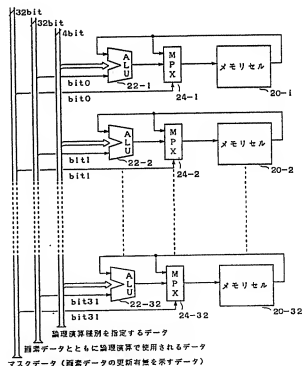 32bit
32bit
4bit
ALU
MPX
メモリセル
bit0
22-1
bit0
24-1
20-1
ALU
MPX
メモリセル
bit1
22-2
bit1
24-2
20-2
ALU
MPX
メモリセル
bit31
22-32
bit31
24-32
20-32
論理演算種別を指定するデータ
画素データとともに論理演算で使用されるデータ
マスクデータ（画素データの更新有無を示すデータ）